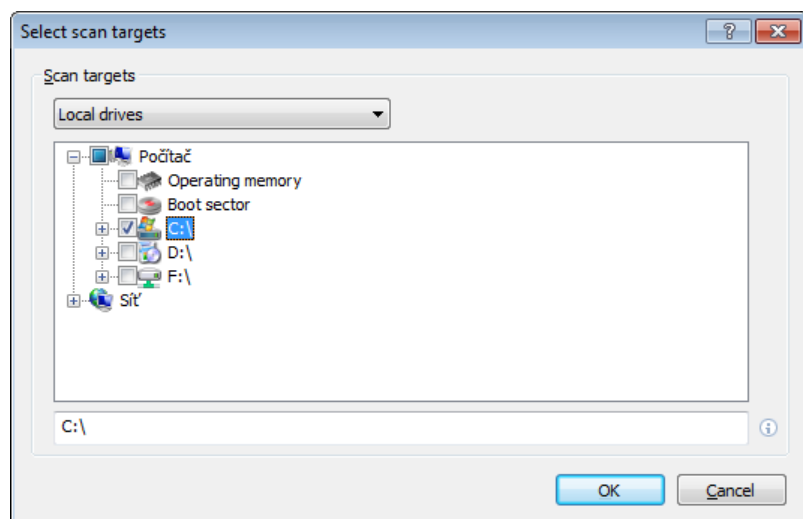 Select scan targets
Scan targets
Local drives
Počítač
Operating memory
Boot sector
C:\
D:\
F:\
Síť
C:\
OK
Cancel